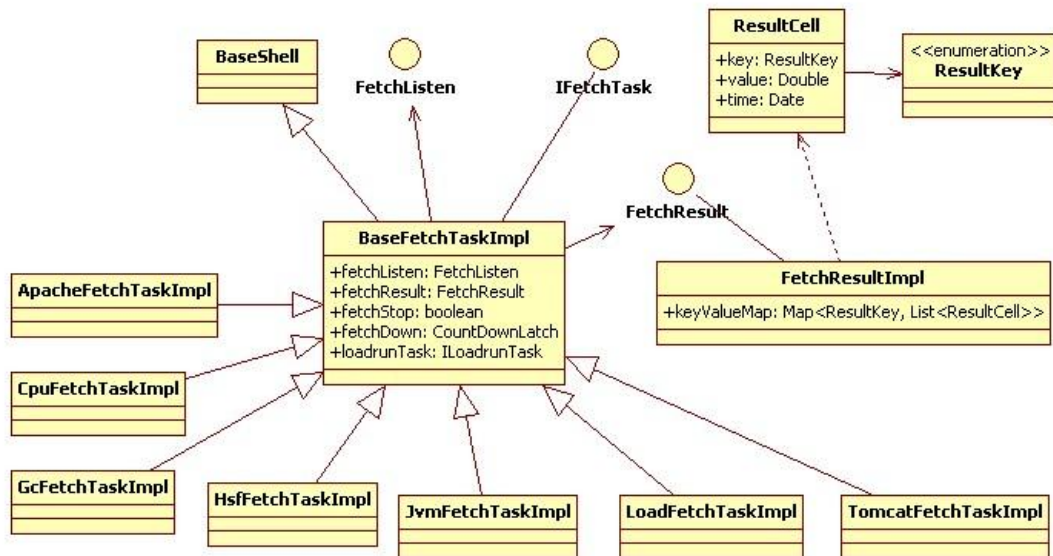 BaseShell
FetchListen
IFetchTask
ResultCell
+key: ResultKey
+value: Double
+time: Date
<<enumeration>>
ResultKey
FetchResult
BaseFetchTaskImpl
+fetchListen: FetchListen
+fetchResult: FetchResult
+fetchStop: boolean
+fetchDown: CountDownLatch
+loadrunTask: ILoadrunTask
FetchResultImpl
+keyValueMap: Map<ResultKey, List<ResultCell>>
ApacheFetchTaskImpl
CpuFetchTaskImpl
GcFetchTaskImpl
HsfFetchTaskImpl
JvmFetchTaskImpl
LoadFetchTaskImpl
TomcatFetchTaskImpl